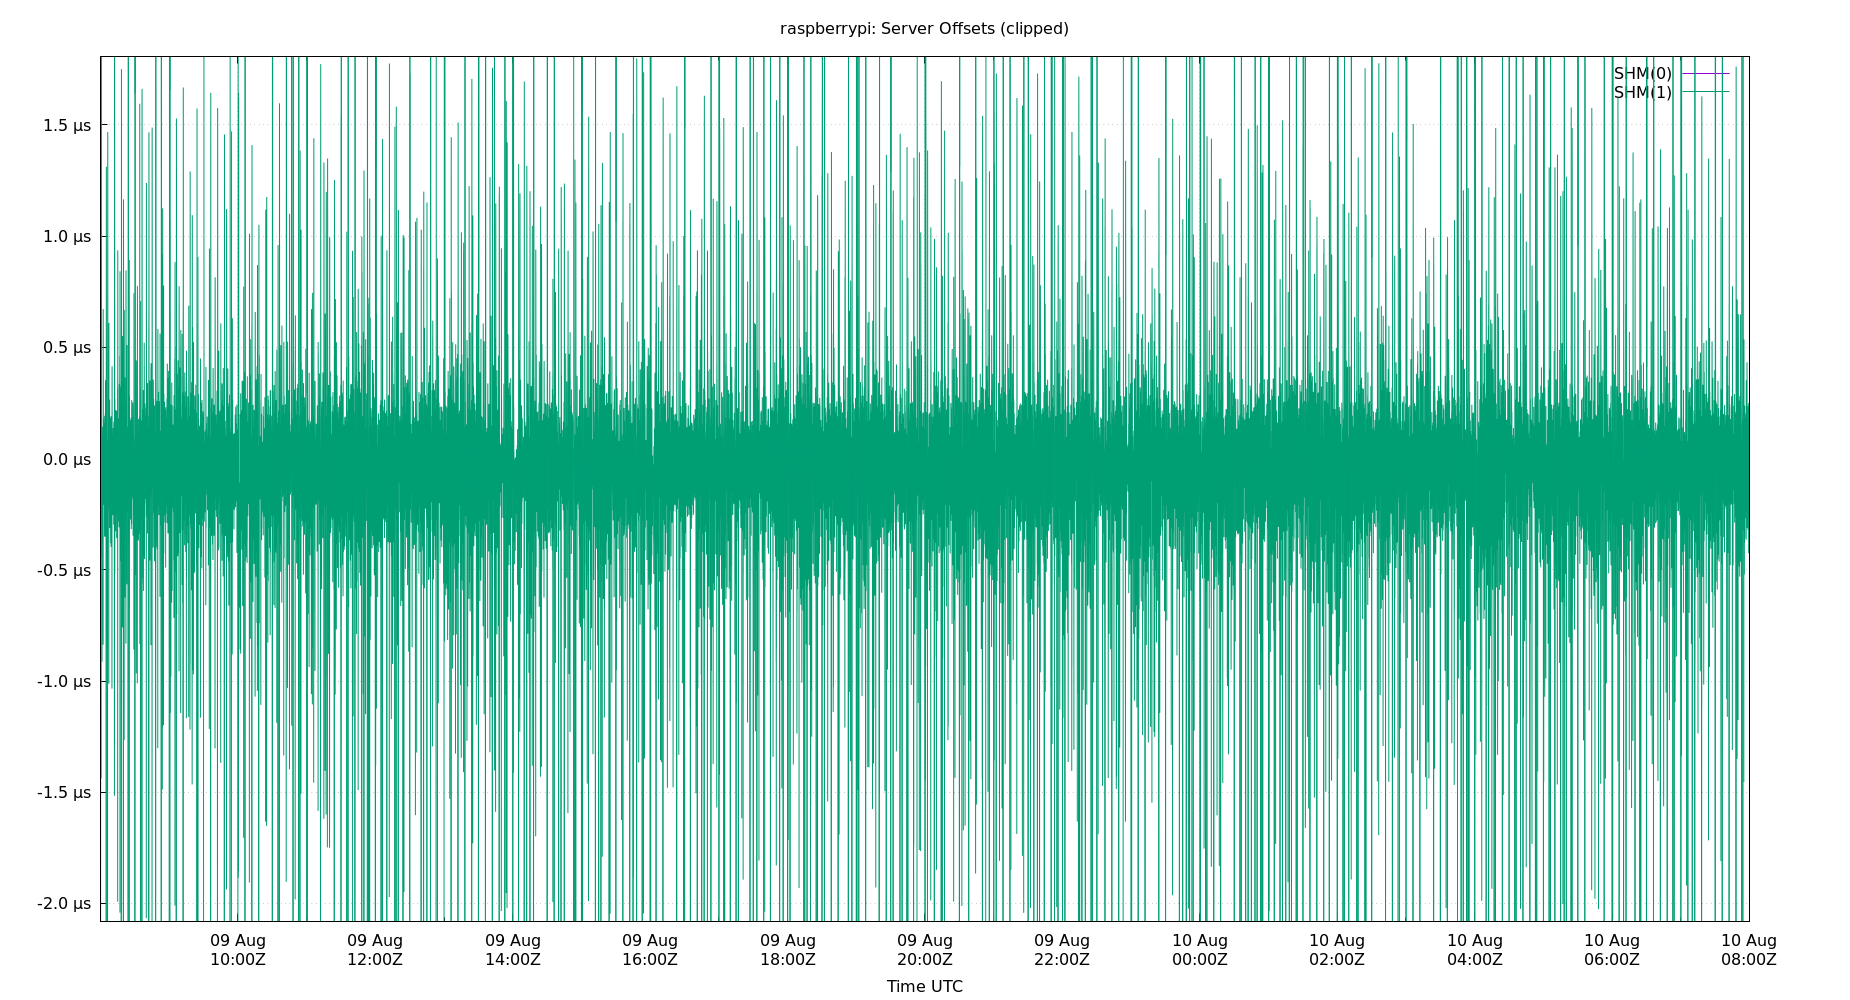 raspberrypi: Server Offsets (clipped)
SHM(0)
SHM(1)
1.5 µs
1.0 µs
0.5 µs
0.0 µs
-0.5 µs
-1.0 µs
-1.5 µs
-2.0 µs
09 Aug 09 Aug 09 Aug 09 Aug 09 Aug 09 Aug 09 Aug 10 Aug 10 Aug 10 Aug 10 Aug 10 Aug
10:00Z 12:00Z 14:00Z 16:00Z 18:00Z 20:00Z 22:00Z 00:00Z 02:00Z 04:00Z 06:00Z 08:00Z
Time UTC